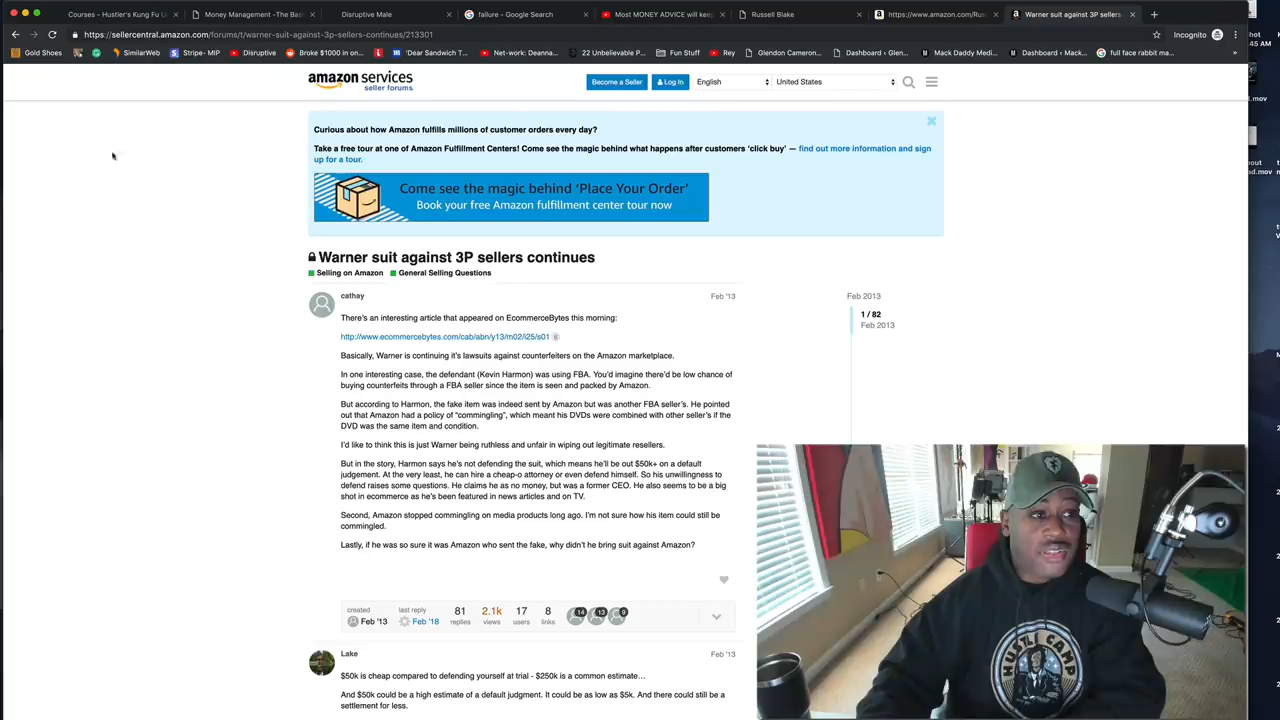 Courses – Hustler's Kung Fu U
Money Management -The Bas
Disruptive Male
failure - Google Search
Most MONEY ADVICE will keep
Russell Blake
https://www.amazon.com/Rus
Warner suit against 3P sellers
https://sellercentral.amazon.com/forums/t/warner-suit-against-3p-sellers-continues/213301
Incognito
Gold Shoes
SimilarWeb
Stripe- MIP
Disruptive
Broke $1000 in on...
'Dear Sandwich T...
Net-work: Deanna...
22 Unbelievable P...
Fun Stuff
Rey
Glendon Cameron...
Dashboard ‹ Glen...
Mack Daddy Medi...
Dashboard ‹ Mack...
full face rabbit ma...
45 AM
.mov
amazon services
seller forums
Become a Seller
Log In
English
United States
Curious about how Amazon fulfills millions of customer orders every day?
Take a free tour at one of Amazon Fulfillment Centers! Come see the magic behind what happens after customers 'click buy' — find out more information and sign
up for a tour.
Come see the magic behind 'Place Your Order'
Book your free Amazon fulfillment center tour now
Warner suit against 3P sellers continues
Selling on Amazon
General Selling Questions
cathay
Feb '13
There's an interesting article that appeared on EcommerceBytes this morning:
http://www.ecommercebytes.com/cab/abn/y13/m02/i25/s01
Basically, Warner is continuing it's lawsuits against counterfeiters on the Amazon marketplace.
In one interesting case, the defendant (Kevin Harmon) was using FBA. You'd imagine there'd be low chance of
buying counterfeits through a FBA seller since the item is seen and packed by Amazon.
But according to Harmon, the fake item was indeed sent by Amazon but was another FBA seller's. He pointed
out that Amazon had a policy of "commingling", which meant his DVDs were combined with other seller's if the
DVD was the same item and condition.
I'd like to think this is just Warner being ruthless and unfair in wiping out legitimate resellers.
But in the story, Harmon says he's not defending the suit, which means he'll be out $50k+ on a default
judgement. At the very least, he can hire a cheap-o attorney or even defend himself. So his unwillingness to
defend raises some questions. He claims he as no money, but was a former CEO. He also seems to be a big
shot in ecommerce as he's been featured in news articles and on TV.
Second, Amazon stopped commingling on media products long ago. I'm not sure how his item could still be
commingled.
Lastly, if he was so sure it was Amazon who sent the fake, why didn't he bring suit against Amazon?
Feb 2013
1 / 82
Feb 2013
created
Feb '13
last reply
Feb '18
81
replies
2.1k
views
17
users
8
links
14
13
9
Lake
Feb '13
$50k is cheap compared to defending yourself at trial - $250k is a common estimate…
And $50k could be a high estimate of a default judgment. It could be as low as $5k. And there could still be a
settlement for less.